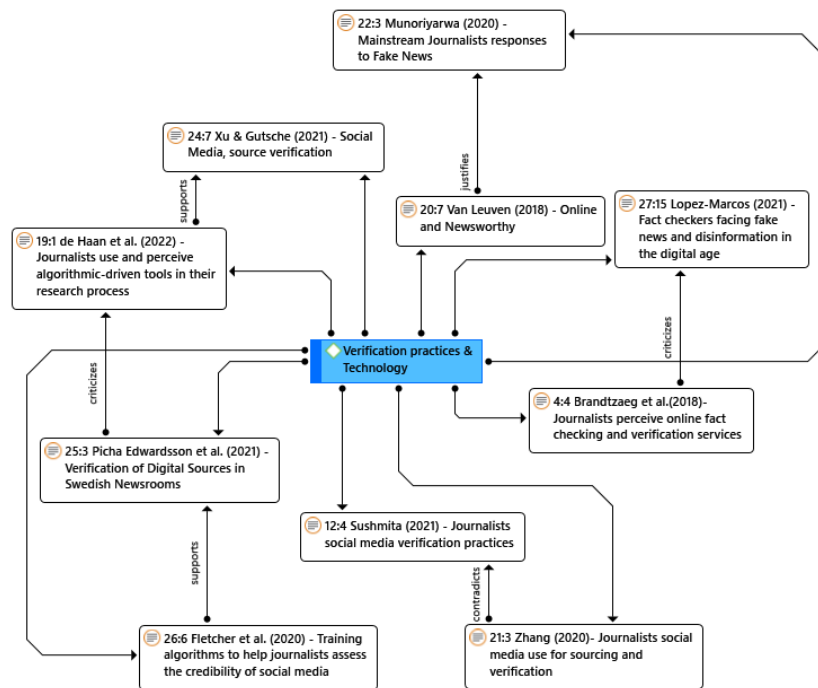 22:3 Munoriyarwa (2020) -
Mainstream Journalists responses
to Fake News
24:7 Xu & Gutsche (2021) - Social
Media, source verification
supports
justifies
20:7 Van Leuven (2018) - Online
and Newsworthy
27:15 Lopez-Marcos (2021) -
Fact checkers facing fake
news and disinformation in
the digital age
19:1 de Haan et al. (2022) -
Journalists use and perceive
algorithmic-driven tools in their
research process
criticizes
criticizes
Verification practices &
Technology
4:4 Brandtzaeg et al.(2018)-
Journalists perceive online fact
checking and verification services
25:3 Picha Edwardsson et al. (2021) -
Verification of Digital Sources in
Swedish Newsrooms
12:4 Sushmita (2021) - Journalists
social media verification practices
supports
contradicts
26:6 Fletcher et al. (2020) - Training
algorithms to help journalists assess
the credibility of social media
21:3 Zhang (2020)- Journalists social
media use for sourcing and
verification